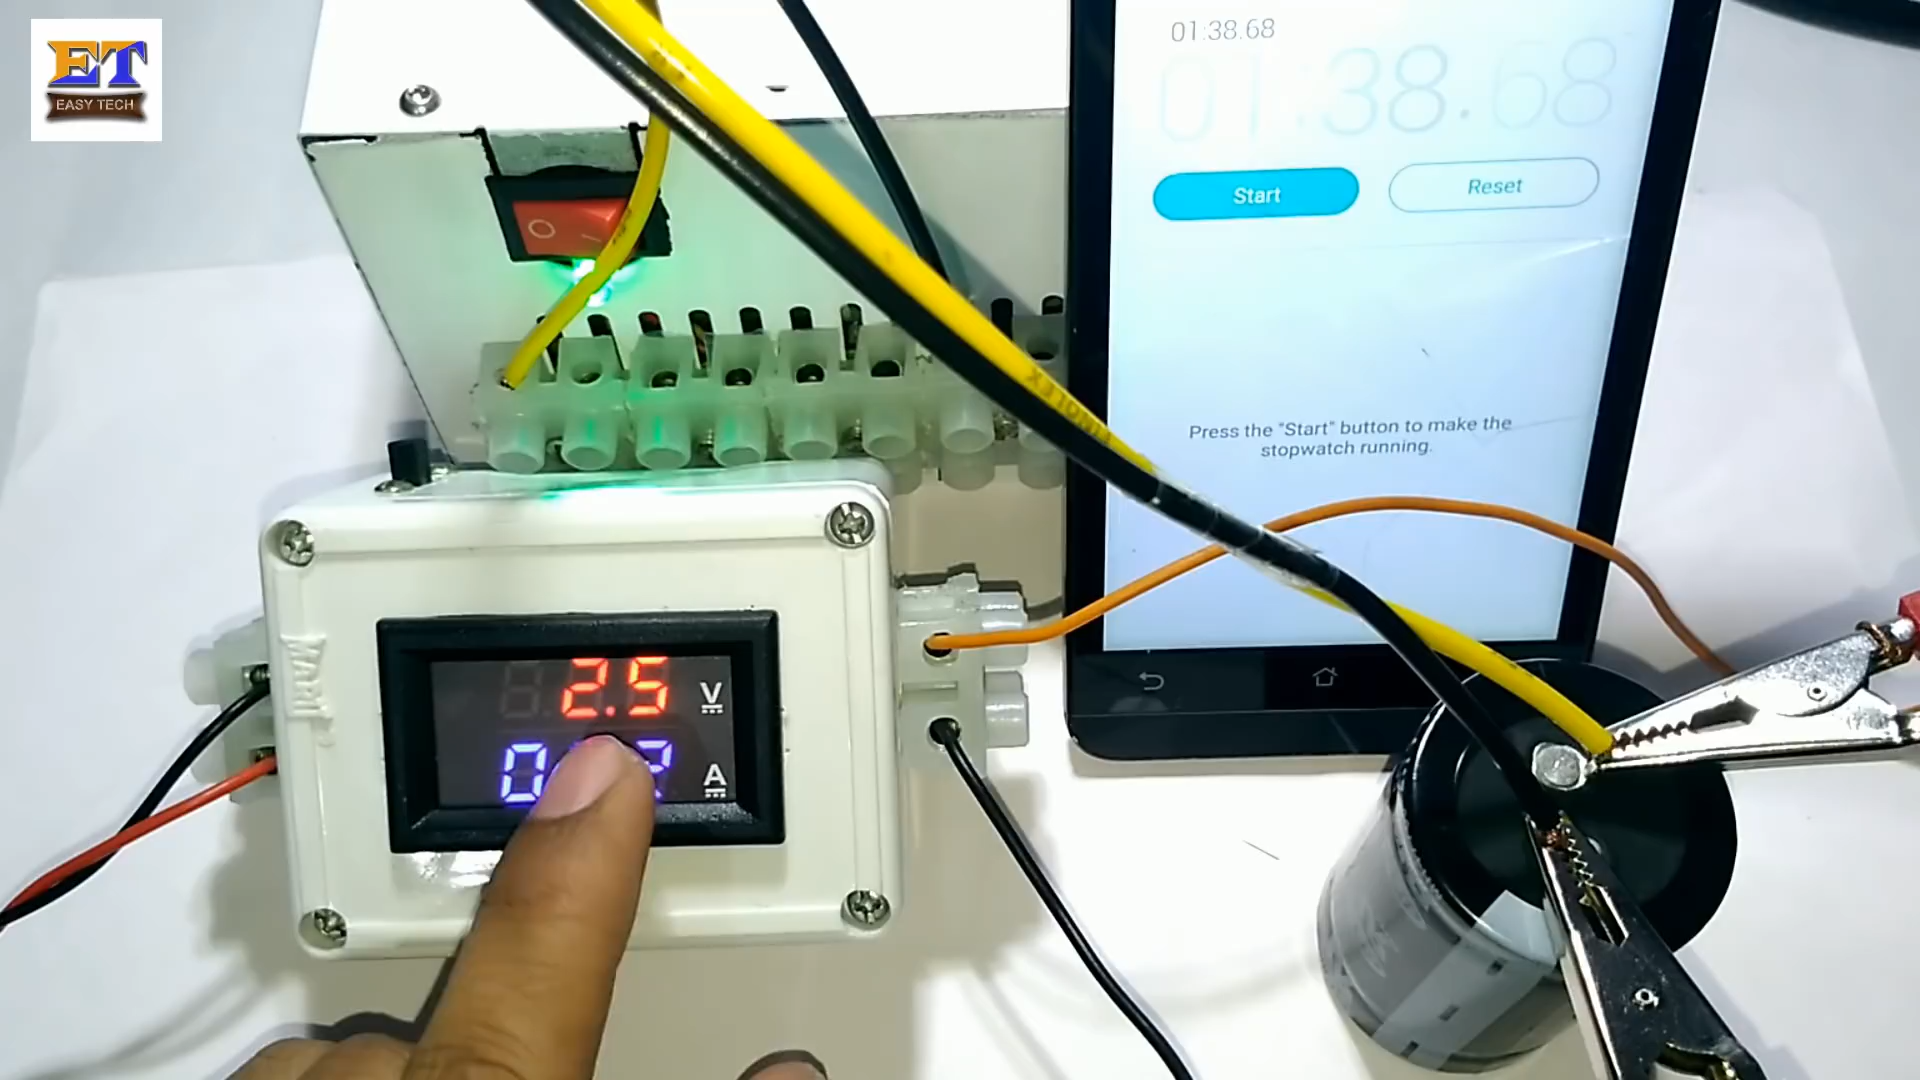 ET
EASY TECH
01:38.68
01:38.68
Start
Reset
Press the "Start" button to make the
stopwatch running.
2.5 V
A
O